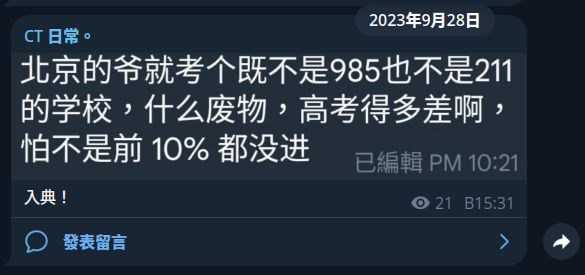 2023年9月28日
CT 日常。
北京的爷就考个既不是985也不是211
的学校，什么废物，高考得多差啊，
怕不是前 10% 都没进
已編輯 PM 10:21
入典！
21 B15:31
發表留言